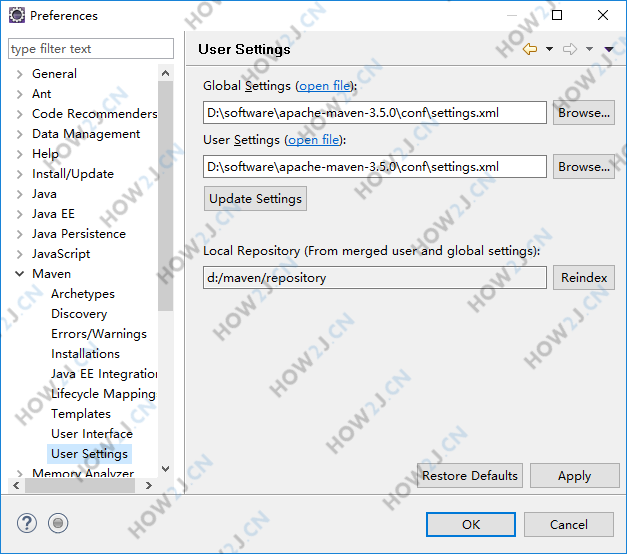 Preferences
type filter text
General
Ant
Code Recommenders
Data Management
Help
Install/Update
Java
Java EE
Java Persistence
JavaScript
Maven
Archetypes
Discovery
Errors/Warnings
Installations
Java EE Integration
Lifecycle Mapping
Templates
User Interface
User Settings
Memory Analyzer
User Settings
Global Settings (open file):
D:\software\apache-maven-3.5.0\conf\settings.xml
Browse...
User Settings (open file):
D:\software\apache-maven-3.5.0\conf\settings.xml
Browse...
Update Settings
Local Repository (From merged user and global settings):
d:/maven/repository
Reindex
Restore Defaults
Apply
OK
Cancel
HOW2J.CN